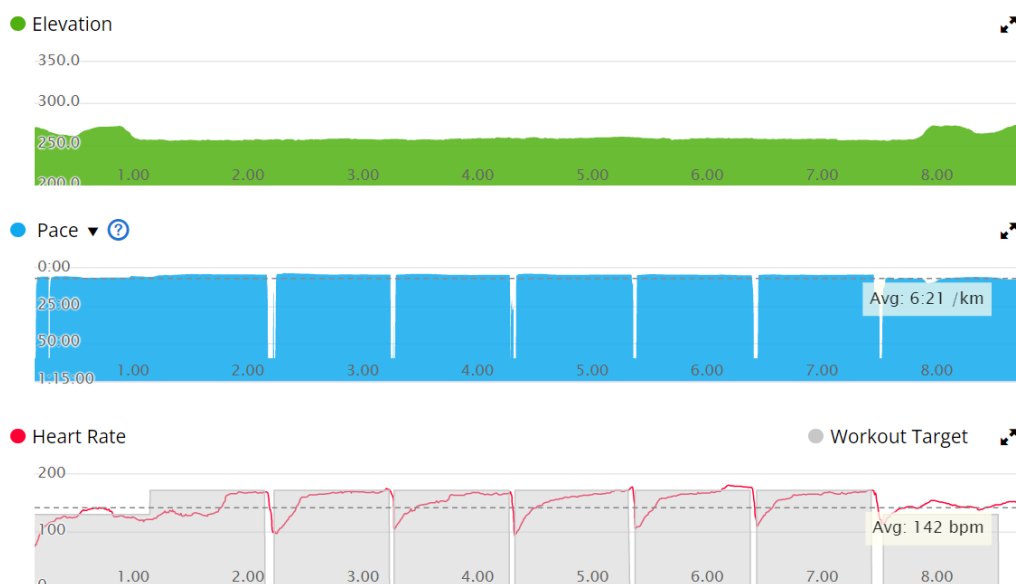 Elevation
350.0
300.0
250.0
200.0
1.00 2.00 3.00 4.00 5.00 6.00 7.00 8.00
Pace ▼ ?
0:00
25:00
50:00
1:15:00
Avg: 6:21 /km
1.00 2.00 3.00 4.00 5.00 6.00 7.00 8.00
Heart Rate Workout Target
200
100
0
Avg: 142 bpm
1.00 2.00 3.00 4.00 5.00 6.00 7.00 8.00